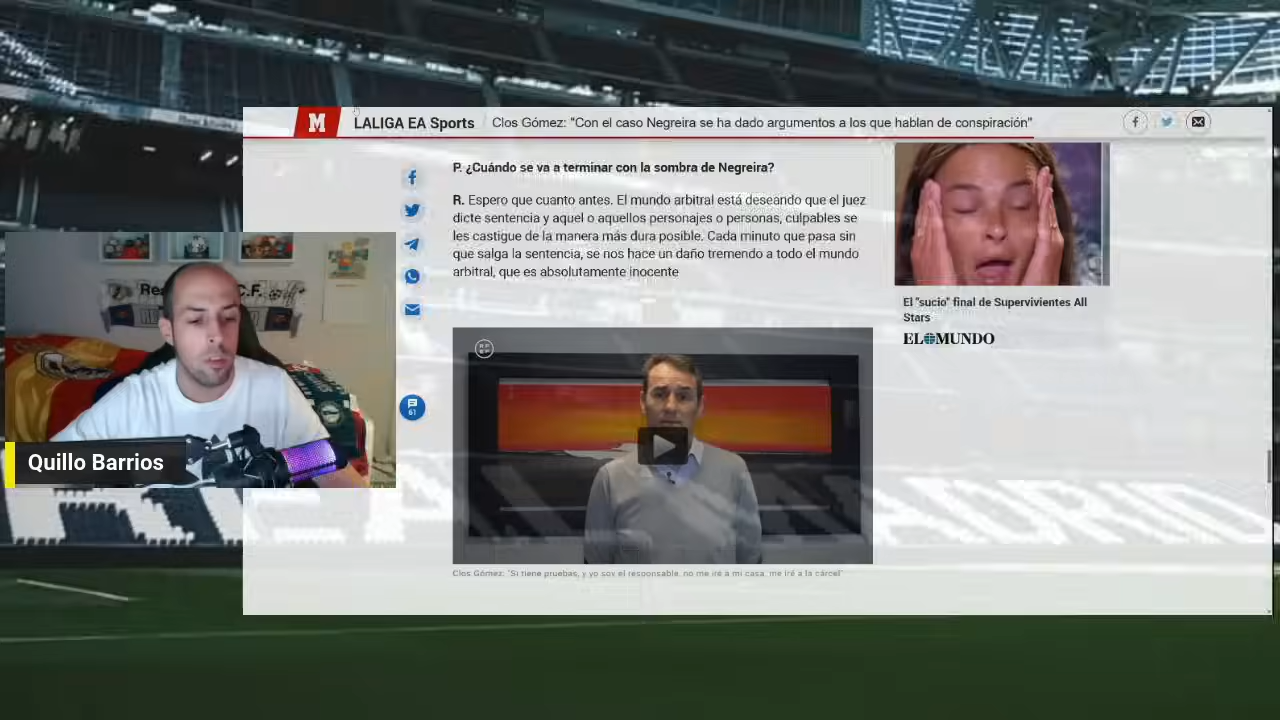 M
LALIGA EA Sports
Clos Gómez: "Con el caso Negreira se ha dado argumentos a los que hablan de conspiración"
P. ¿Cuándo se va a terminar con la sombra de Negreira?
R. Espero que cuanto antes. El mundo arbitral está deseando que el juez
dicte sentencia y aquel o aquellos personajes o personas, culpables se
les castigue de la manera más dura posible. Cada minuto que pasa sin
que salga la sentencia, se nos hace un daño tremendo a todo el mundo
arbitral, que es absolutamente inocente
61
Clos Gómez: "Si tiene pruebas, y yo soy el responsable, no me iré a mi casa, me iré a la cárcel"
El "sucio" final de Supervivientes All
Stars
EL MUNDO
C.F.
Quillo Barrios
MADRID